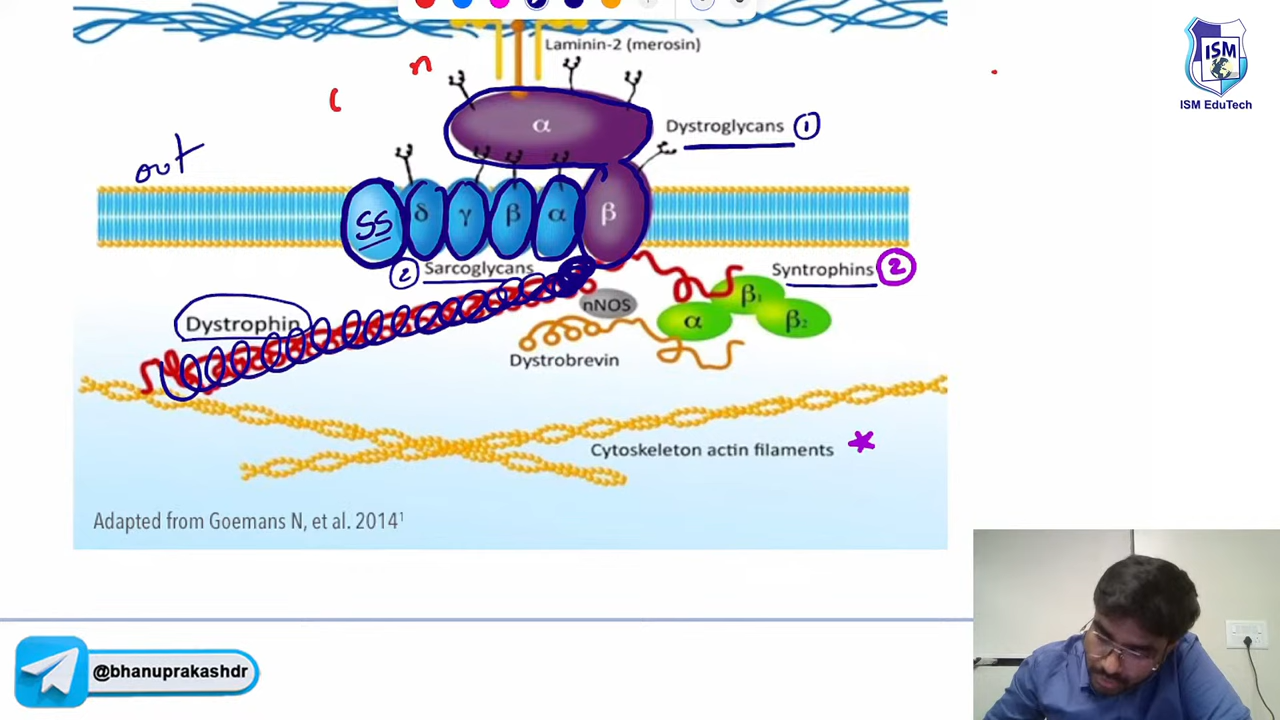 Laminin-2 (merosin)
n
ISM
ISM EduTech
α
Dystroglycans 1
out
SS δ γ β α β
2 Sarcoglycans
Syntrophins 2
nNOS
β1
α
β2
Dystrophin
Dystrobrevin
Cytoskeleton actin filaments *
Adapted from Goemans N, et al. 2014¹
@bhanuprakashdr